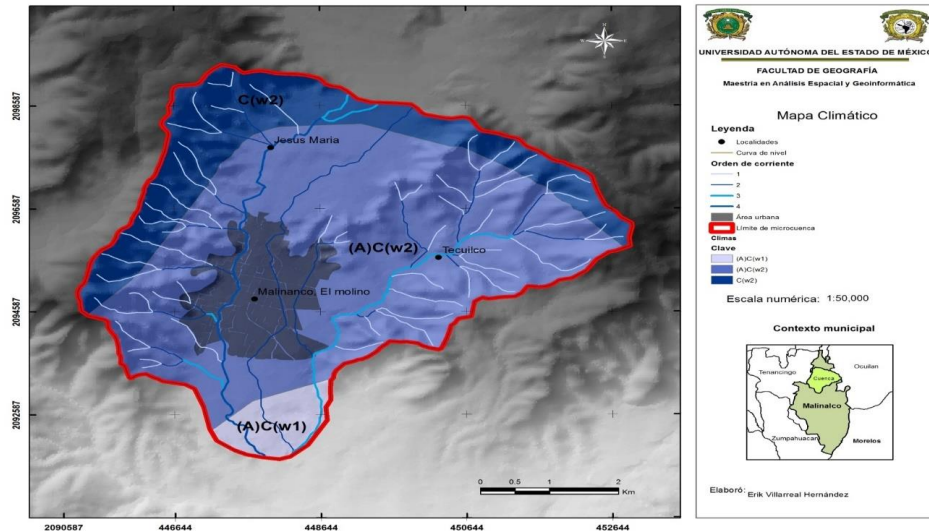 C(w2)
Jesus Maria
(A)C(w2)
Tecuilco
Malinanco, El molino
(A)C(w1)
0 0.5 1 2
Km
2098587
2096587
2094587
2092587
2090587
446644
448644
450644
452644
UNIVERSIDAD AUTÓNOMA DEL ESTADO DE MÉXICO
FACULTAD DE GEOGRAFÍA
Maestría en Análisis Espacial y Geoinformática
Mapa Climático
Leyenda
Localidades
Curva de nivel
Orden de corriente
1
2
3
4
Área urbana
Límite de microcuenca
Climas
Clave
(A)C(w1)
(A)C(w2)
C(w2)
Escala numérica: 1:50,000
Contexto municipal
Tenancingo
Ocuilan
Cuenca
Malinalco
Zumpahuacan
Morelos
Elaboró: Erik Villarreal Hernández